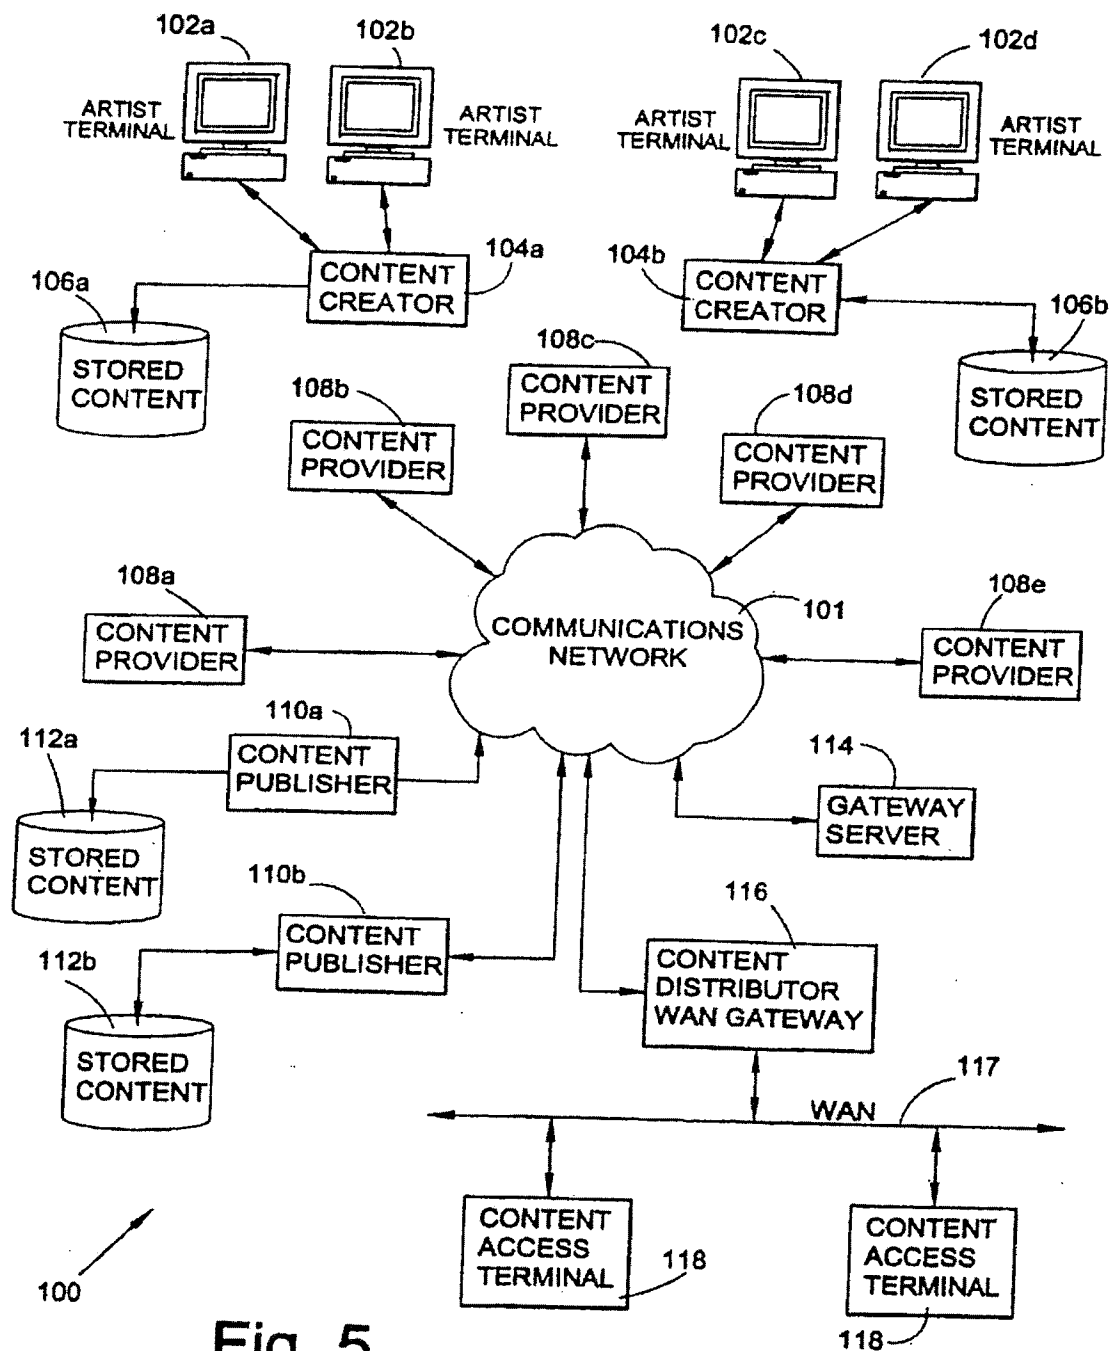 102a
102b
102c
102d
ARTIST
TERMINAL
ARTIST
TERMINAL
ARTIST
TERMINAL
ARTIST
TERMINAL
CONTENT
CREATOR
104a
104b
CONTENT
CREATOR
106a
STORED
CONTENT
106b
STORED
CONTENT
108b
CONTENT
PROVIDER
108c
CONTENT
PROVIDER
108d
CONTENT
PROVIDER
108a
CONTENT
PROVIDER
COMMUNICATIONS
NETWORK
101
108e
CONTENT
PROVIDER
110a
CONTENT
PUBLISHER
112a
STORED
CONTENT
114
GATEWAY
SERVER
110b
CONTENT
PUBLISHER
112b
STORED
CONTENT
116
CONTENT
DISTRIBUTOR
WAN GATEWAY
WAN
117
CONTENT
ACCESS
TERMINAL
118
CONTENT
ACCESS
TERMINAL
118
100
Fig. 5